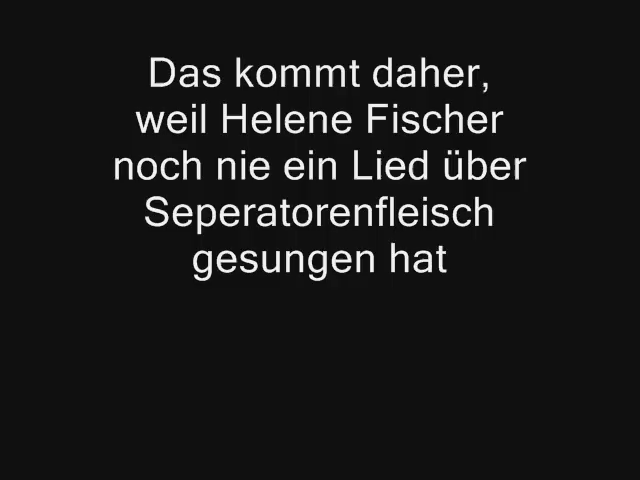 Das kommt daher,
weil Helene Fischer
noch nie ein Lied über
Seperatorenfleisch
gesungen hat